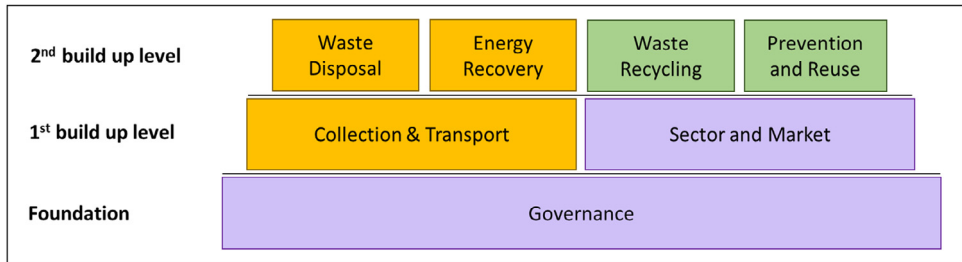 2nd build up level
Waste Disposal
Energy Recovery
Waste Recycling
Prevention and Reuse
1st build up level
Collection & Transport
Sector and Market
Foundation
Governance